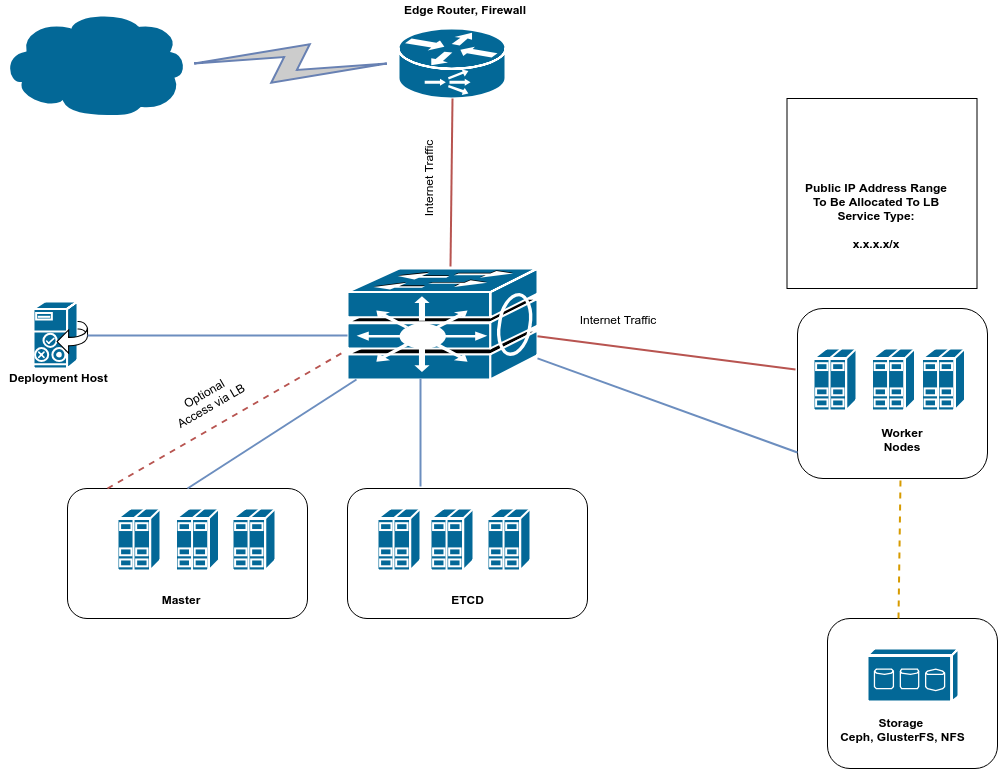 Edge Router, Firewall
Internet Traffic
Public IP Address Range
To Be Allocated To LB
Service Type:
x.x.x.x/x
Internet Traffic
Deployment Host
Optional
Access via LB
Worker
Nodes
Master
ETCD
Storage
Ceph, GlusterFS, NFS